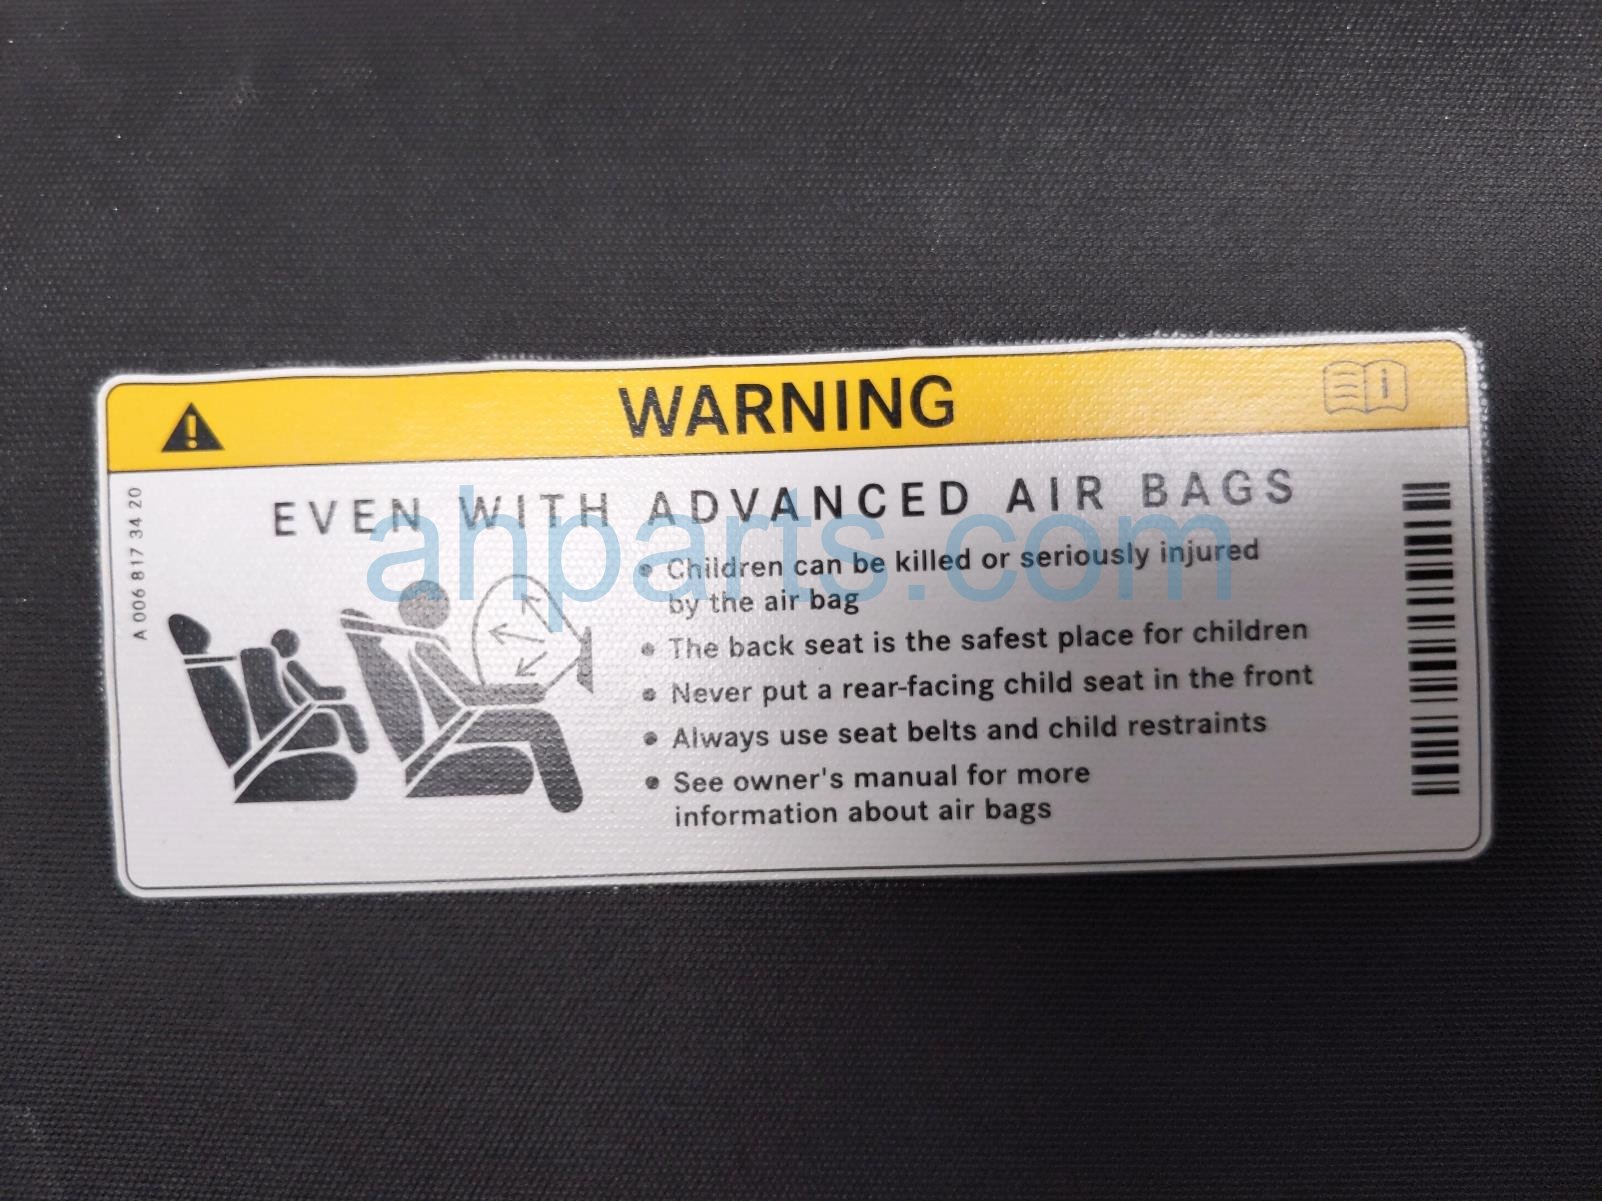 WARNING
A 006 817 34 20
EVEN WITH ADVANCED AIR BAGS
• Children can be killed or seriously injured
by the air bag
• The back seat is the safest place for children
• Never put a rear-facing child seat in the front
• Always use seat belts and child restraints
• See owner's manual for more
information about air bags
ahparts.com